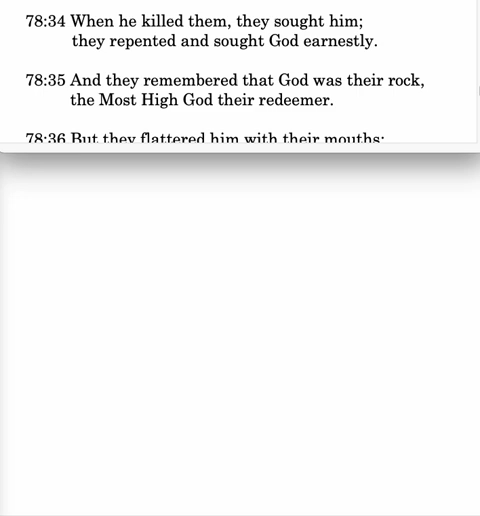 78:34 When he killed them, they sought him;
they repented and sought God earnestly.
78:35 And they remembered that God was their rock,
the Most High God their redeemer.
78:36 But they flattered him with their mouths;